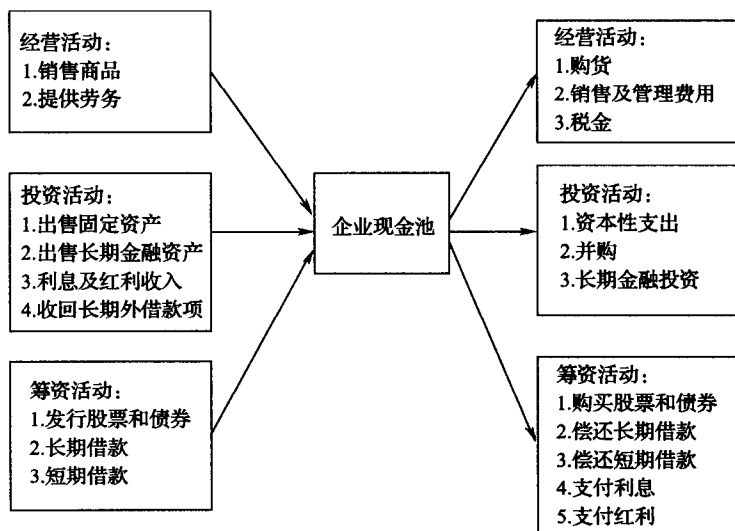 经营活动：
1.销售商品
2.提供劳务
投资活动：
1.出售固定资产
2.出售长期金融资产
3.利息及红利收入
4.收回长期外借款项
筹资活动：
1.发行股票和债券
2.长期借款
3.短期借款
企业现金池
经营活动：
1.购货
2.销售及管理费用
3.税金
投资活动：
1.资本性支出
2.并购
3.长期金融投资
筹资活动：
1.购买股票和债券
2.偿还长期借款
3.偿还短期借款
4.支付利息
5.支付红利